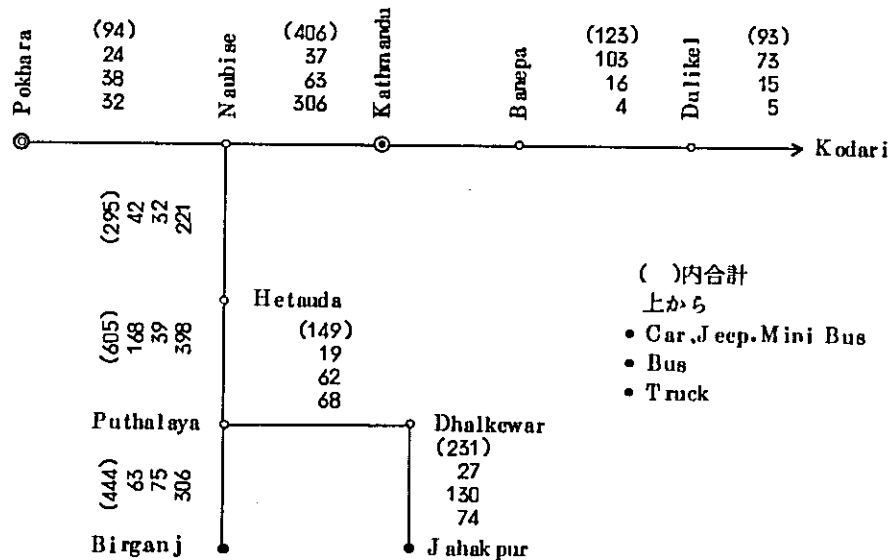 Pokhara
(94)
24
38
32
Naubise
(406)
37
63
306
Kathmandu
Banepa
(123)
103
16
4
Dulikel
(93)
73
15
5
Kodari
(295)
42
32
221
Hetauda
(605)
168
39
398
(149)
19
62
68
Puthalaya
Dhalkewar
(444)
63
75
306
(231)
27
130
74
Birganj
Jahakpur
( )内合計
上から
• Car, Jeep. Mini Bus
• Bus
• Truck